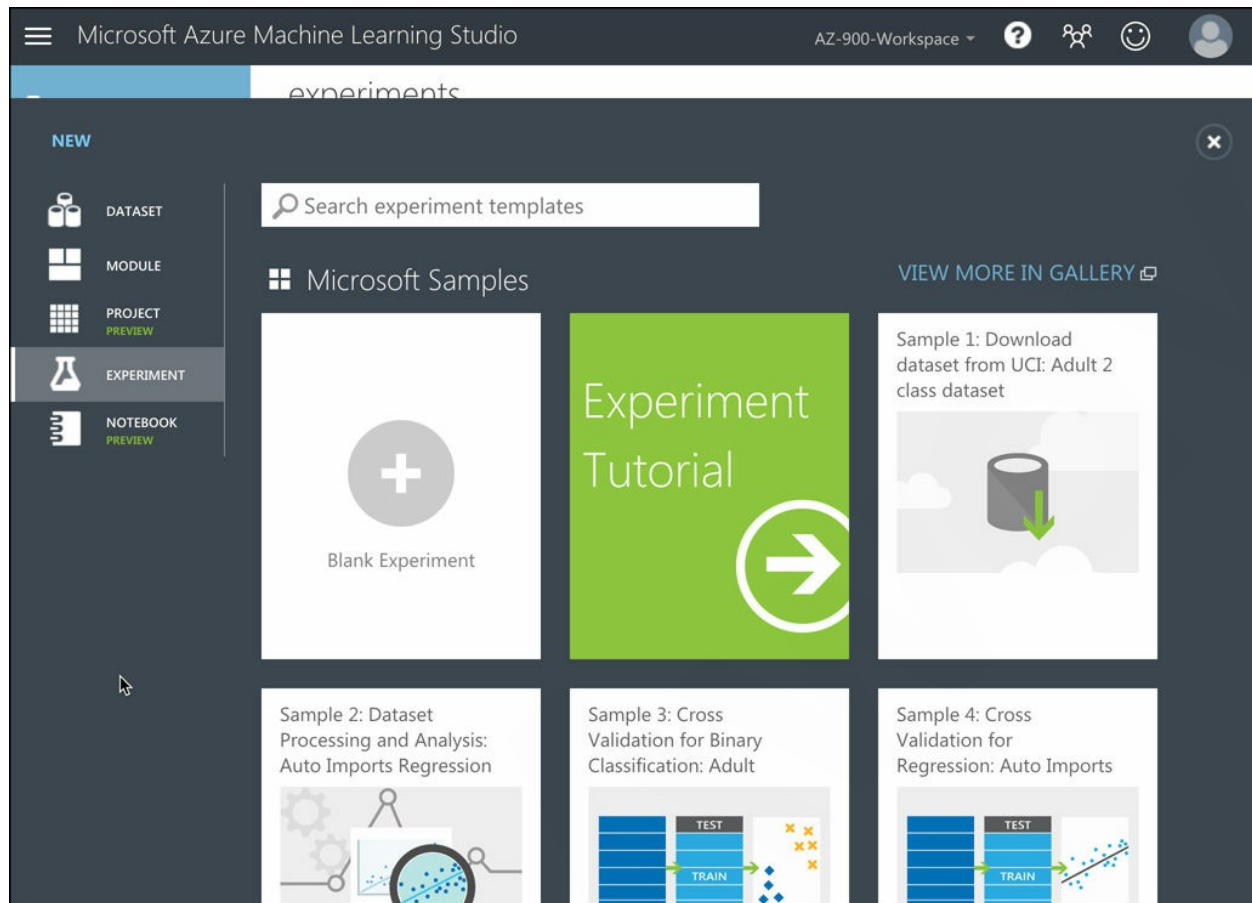 Microsoft Azure Machine Learning Studio
AZ-900-Workspace
?
experiments
NEW
DATASET
MODULE
PROJECT
PREVIEW
EXPERIMENT
NOTEBOOK
PREVIEW
Search experiment templates
Microsoft Samples
VIEW MORE IN GALLERY
Blank Experiment
Experiment
Tutorial
Sample 1: Download
dataset from UCI: Adult 2
class dataset
Sample 2: Dataset
Processing and Analysis:
Auto Imports Regression
Sample 3: Cross
Validation for Binary
Classification: Adult
TEST
TRAIN
Sample 4: Cross
Validation for
Regression: Auto Imports
TEST
TRAIN